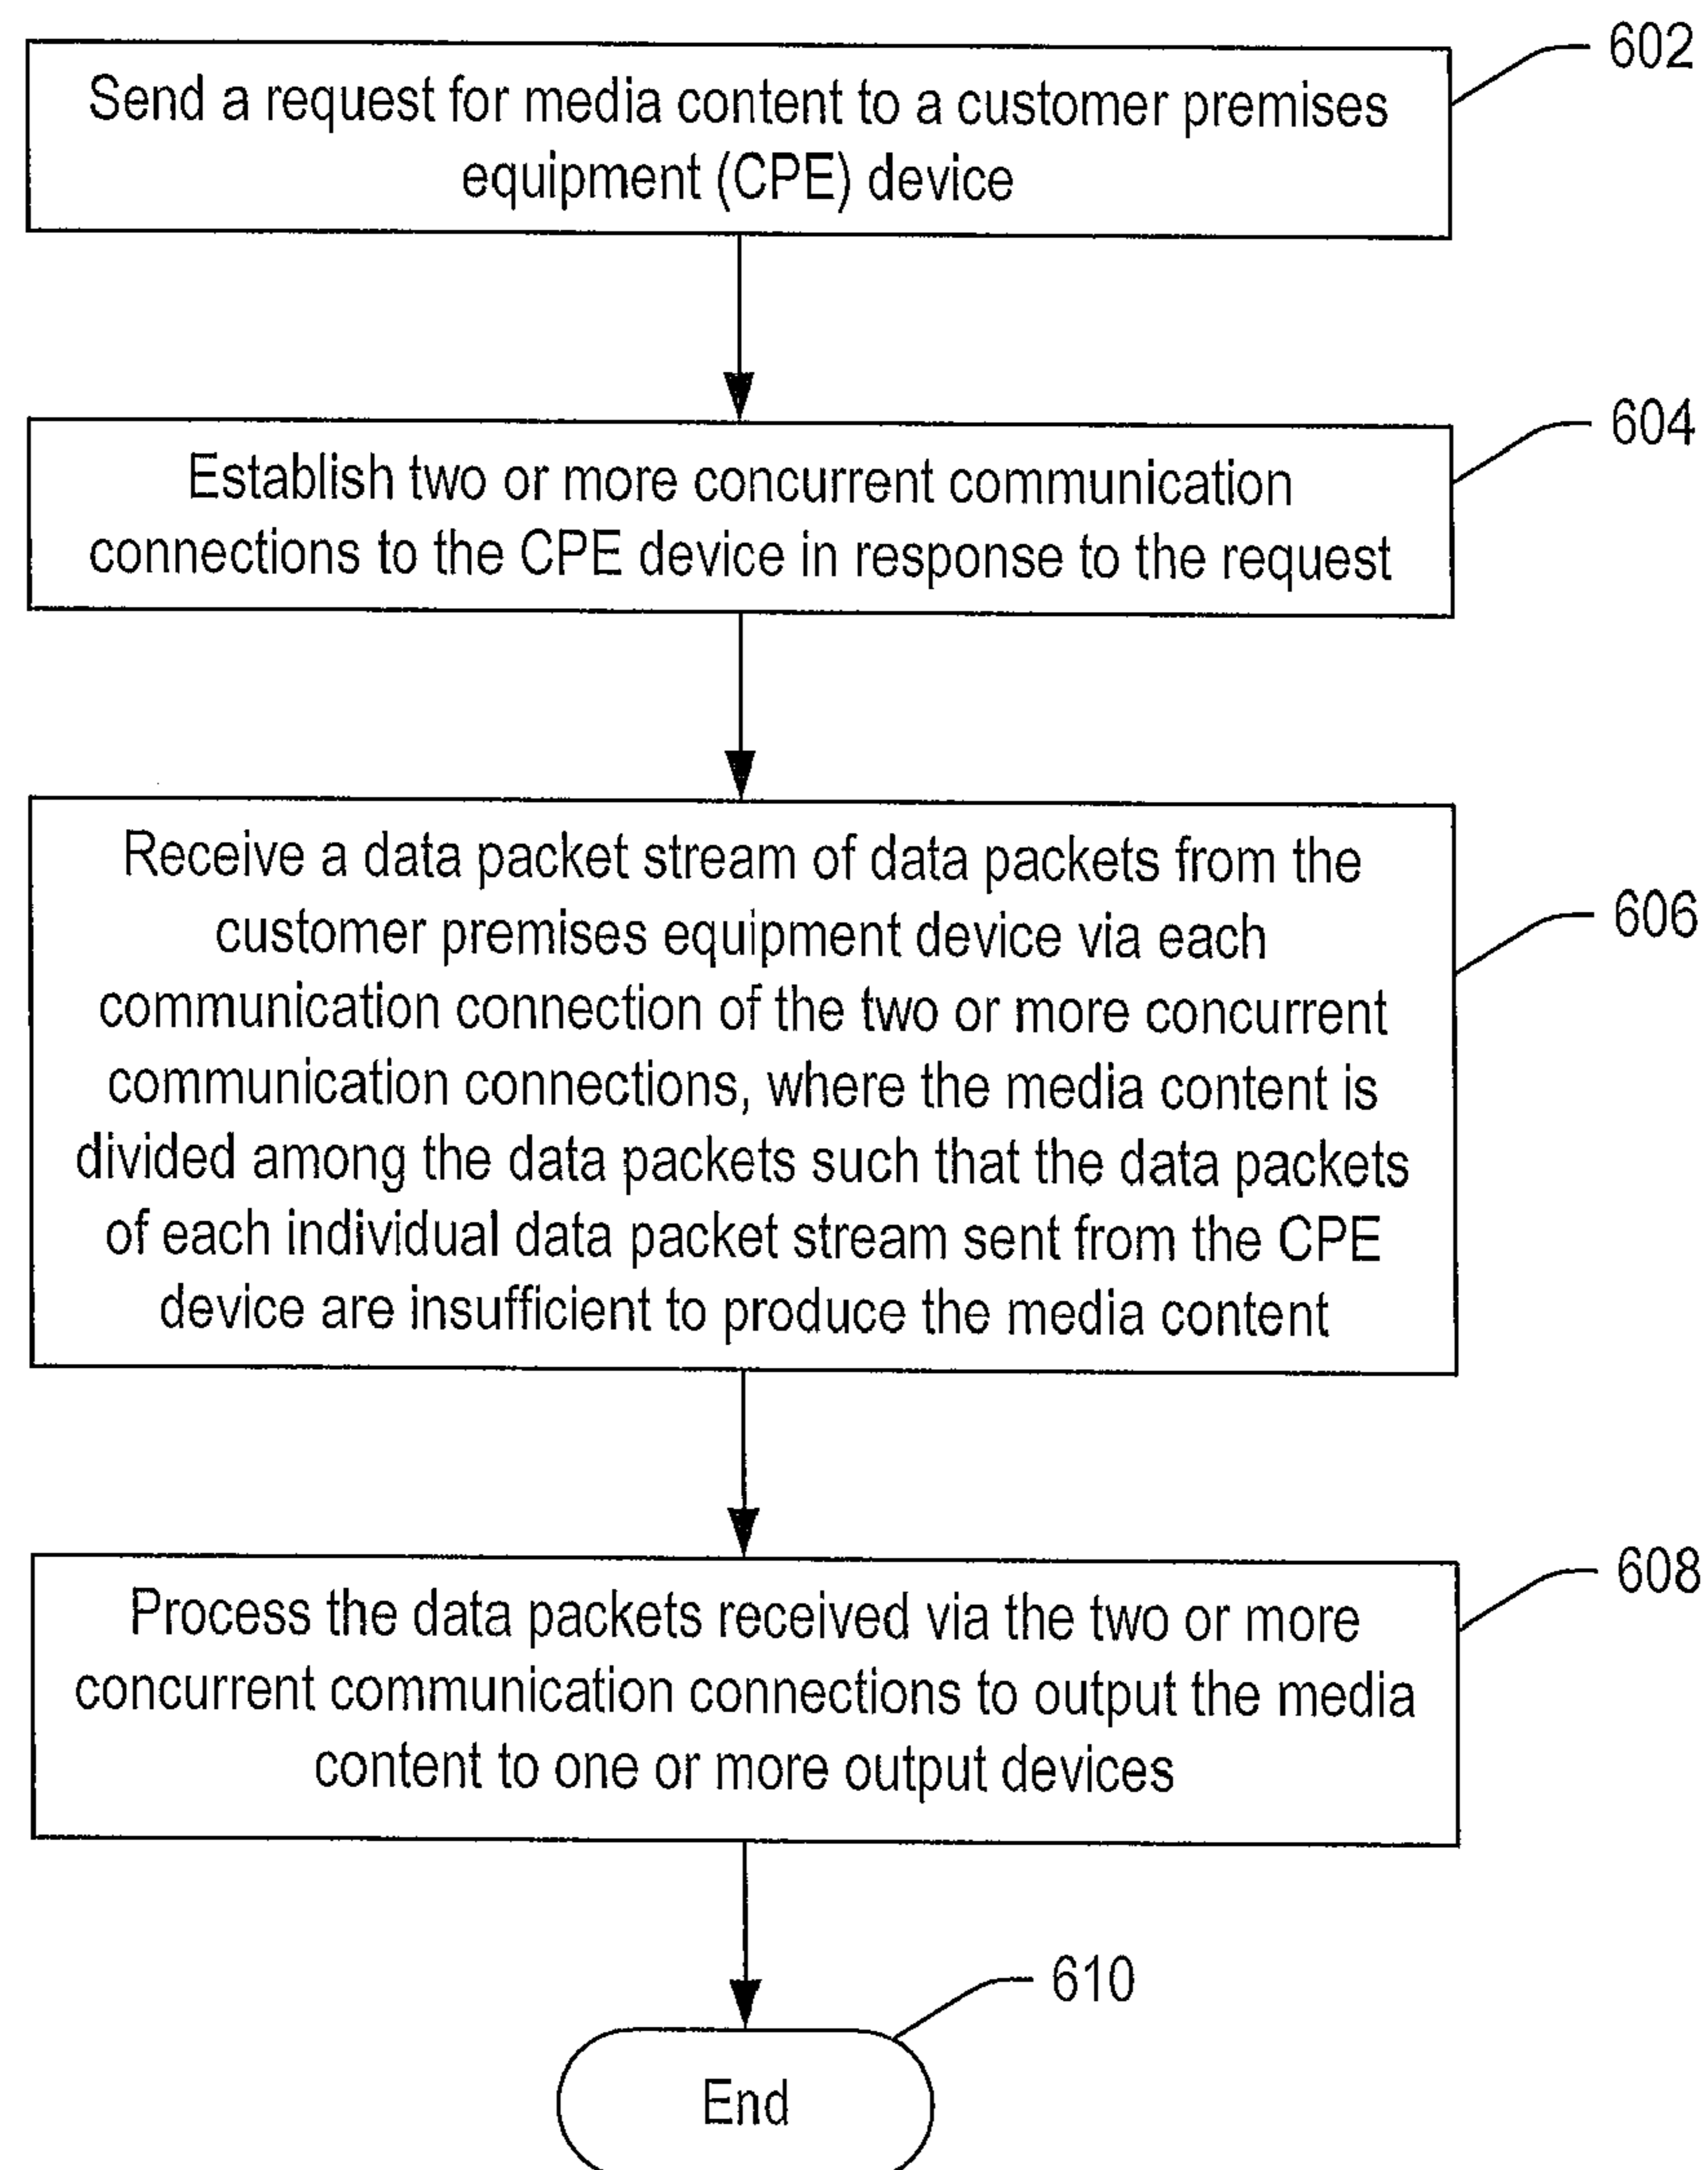 602
Send a request for media content to a customer premises
equipment (CPE) device
604
Establish two or more concurrent communication
connections to the CPE device in response to the request
606
Receive a data packet stream of data packets from the
customer premises equipment device via each
communication connection of the two or more concurrent
communication connections, where the media content is
divided among the data packets such that the data packets
of each individual data packet stream sent from the CPE
device are insufficient to produce the media content
608
Process the data packets received via the two or more
concurrent communication connections to output the media
content to one or more output devices
610
End